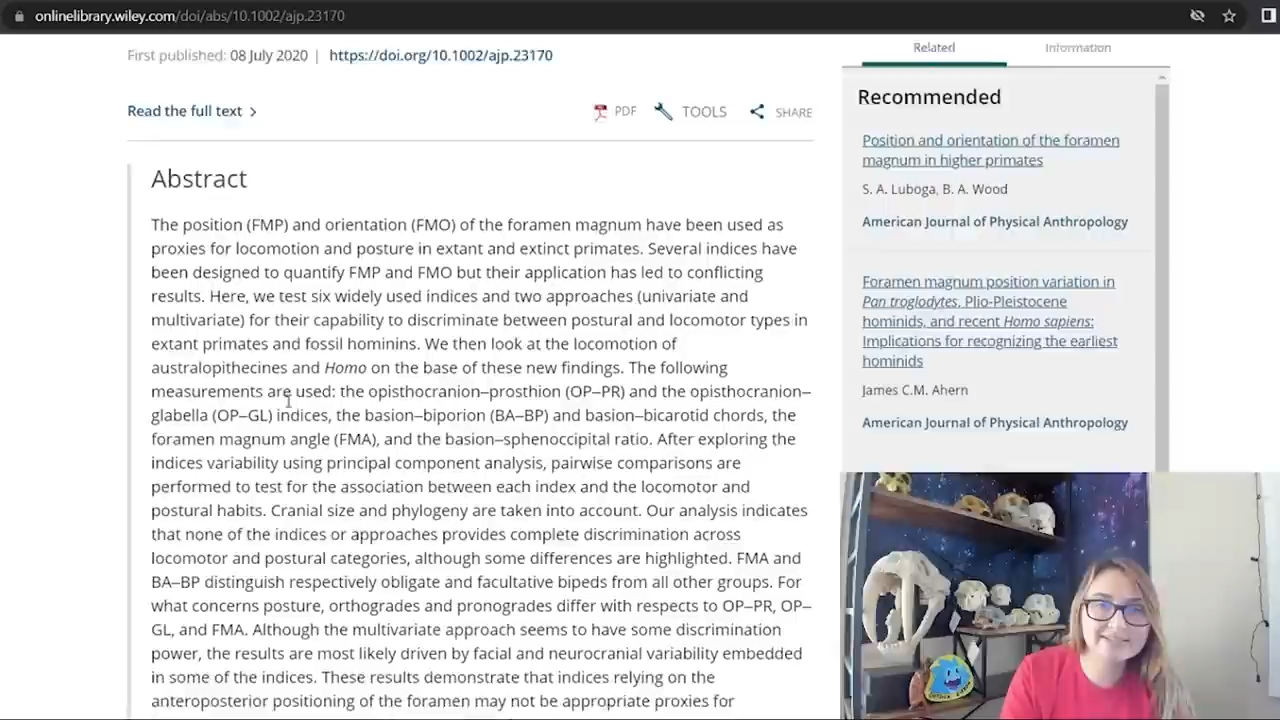 onlinelibrary.wiley.com/doi/abs/10.1002/ajp.23170
First published: 08 July 2020 | https://doi.org/10.1002/ajp.23170
Related Information
Read the full text >
PDF TOOLS SHARE
Abstract
The position (FMP) and orientation (FMO) of the foramen magnum have been used as
proxies for locomotion and posture in extant and extinct primates. Several indices have
been designed to quantify FMP and FMO but their application has led to conflicting
results. Here, we test six widely used indices and two approaches (univariate and
multivariate) for their capability to discriminate between postural and locomotor types in
extant primates and fossil hominins. We then look at the locomotion of
australopithecines and Homo on the base of these new findings. The following
measurements are used: the opisthocranion–prosthion (OP–PR) and the opisthocranion–
glabella (OP–GL) indices, the basion–biporion (BA–BP) and basion–bicarotid chords, the
foramen magnum angle (FMA), and the basion–sphenoccipital ratio. After exploring the
indices variability using principal component analysis, pairwise comparisons are
performed to test for the association between each index and the locomotor and
postural habits. Cranial size and phylogeny are taken into account. Our analysis indicates
that none of the indices or approaches provides complete discrimination across
locomotor and postural categories, although some differences are highlighted. FMA and
BA–BP distinguish respectively obligate and facultative bipeds from all other groups. For
what concerns posture, orthogrades and pronogrades differ with respects to OP–PR, OP–
GL, and FMA. Although the multivariate approach seems to have some discrimination
power, the results are most likely driven by facial and neurocranial variability embedded
in some of the indices. These results demonstrate that indices relying on the
anteroposterior positioning of the foramen may not be appropriate proxies for
Recommended
Position and orientation of the foramen
magnum in higher primates
S. A. Luboga, B. A. Wood
American Journal of Physical Anthropology
Foramen magnum position variation in
Pan troglodytes, Plio-Pleistocene
hominids, and recent Homo sapiens:
Implications for recognizing the earliest
hominids
James C.M. Ahern
American Journal of Physical Anthropology